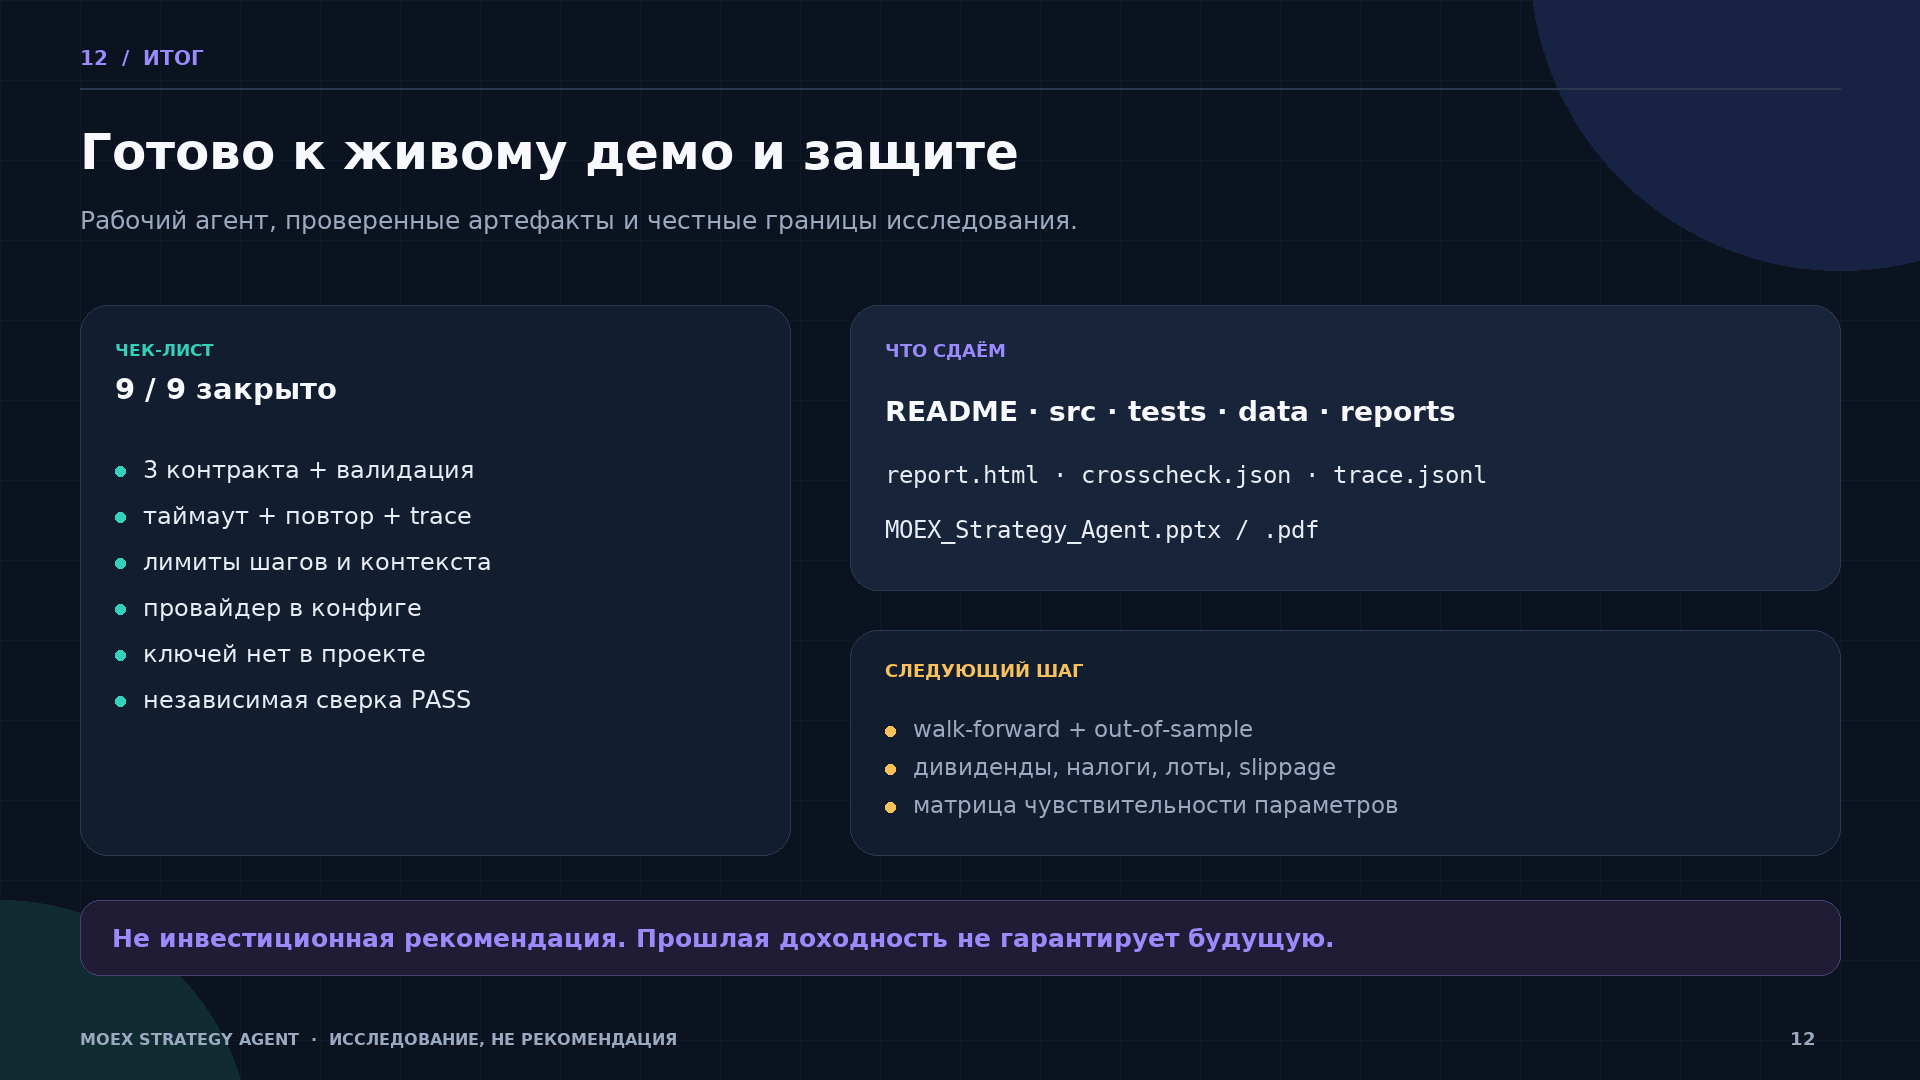 12 / ИТОГ
Готово к живому демо и защите
Рабочий агент, проверенные артефакты и честные границы исследования.
ЧЕК-ЛИСТ
9 / 9 закрыто
3 контракта + валидация
таймаут + повтор + trace
лимиты шагов и контекста
провайдер в конфиге
ключей нет в проекте
независимая сверка PASS
ЧТО СДАЁМ
README · src · tests · data · reports
report.html · crosscheck.json · trace.jsonl
MOEX_Strategy_Agent.pptx / .pdf
СЛЕДУЮЩИЙ ШАГ
walk-forward + out-of-sample
дивиденды, налоги, лоты, slippage
матрица чувствительности параметров
Не инвестиционная рекомендация. Прошлая доходность не гарантирует будущую.
MOEX STRATEGY AGENT · ИССЛЕДОВАНИЕ, НЕ РЕКОМЕНДАЦИЯ
12